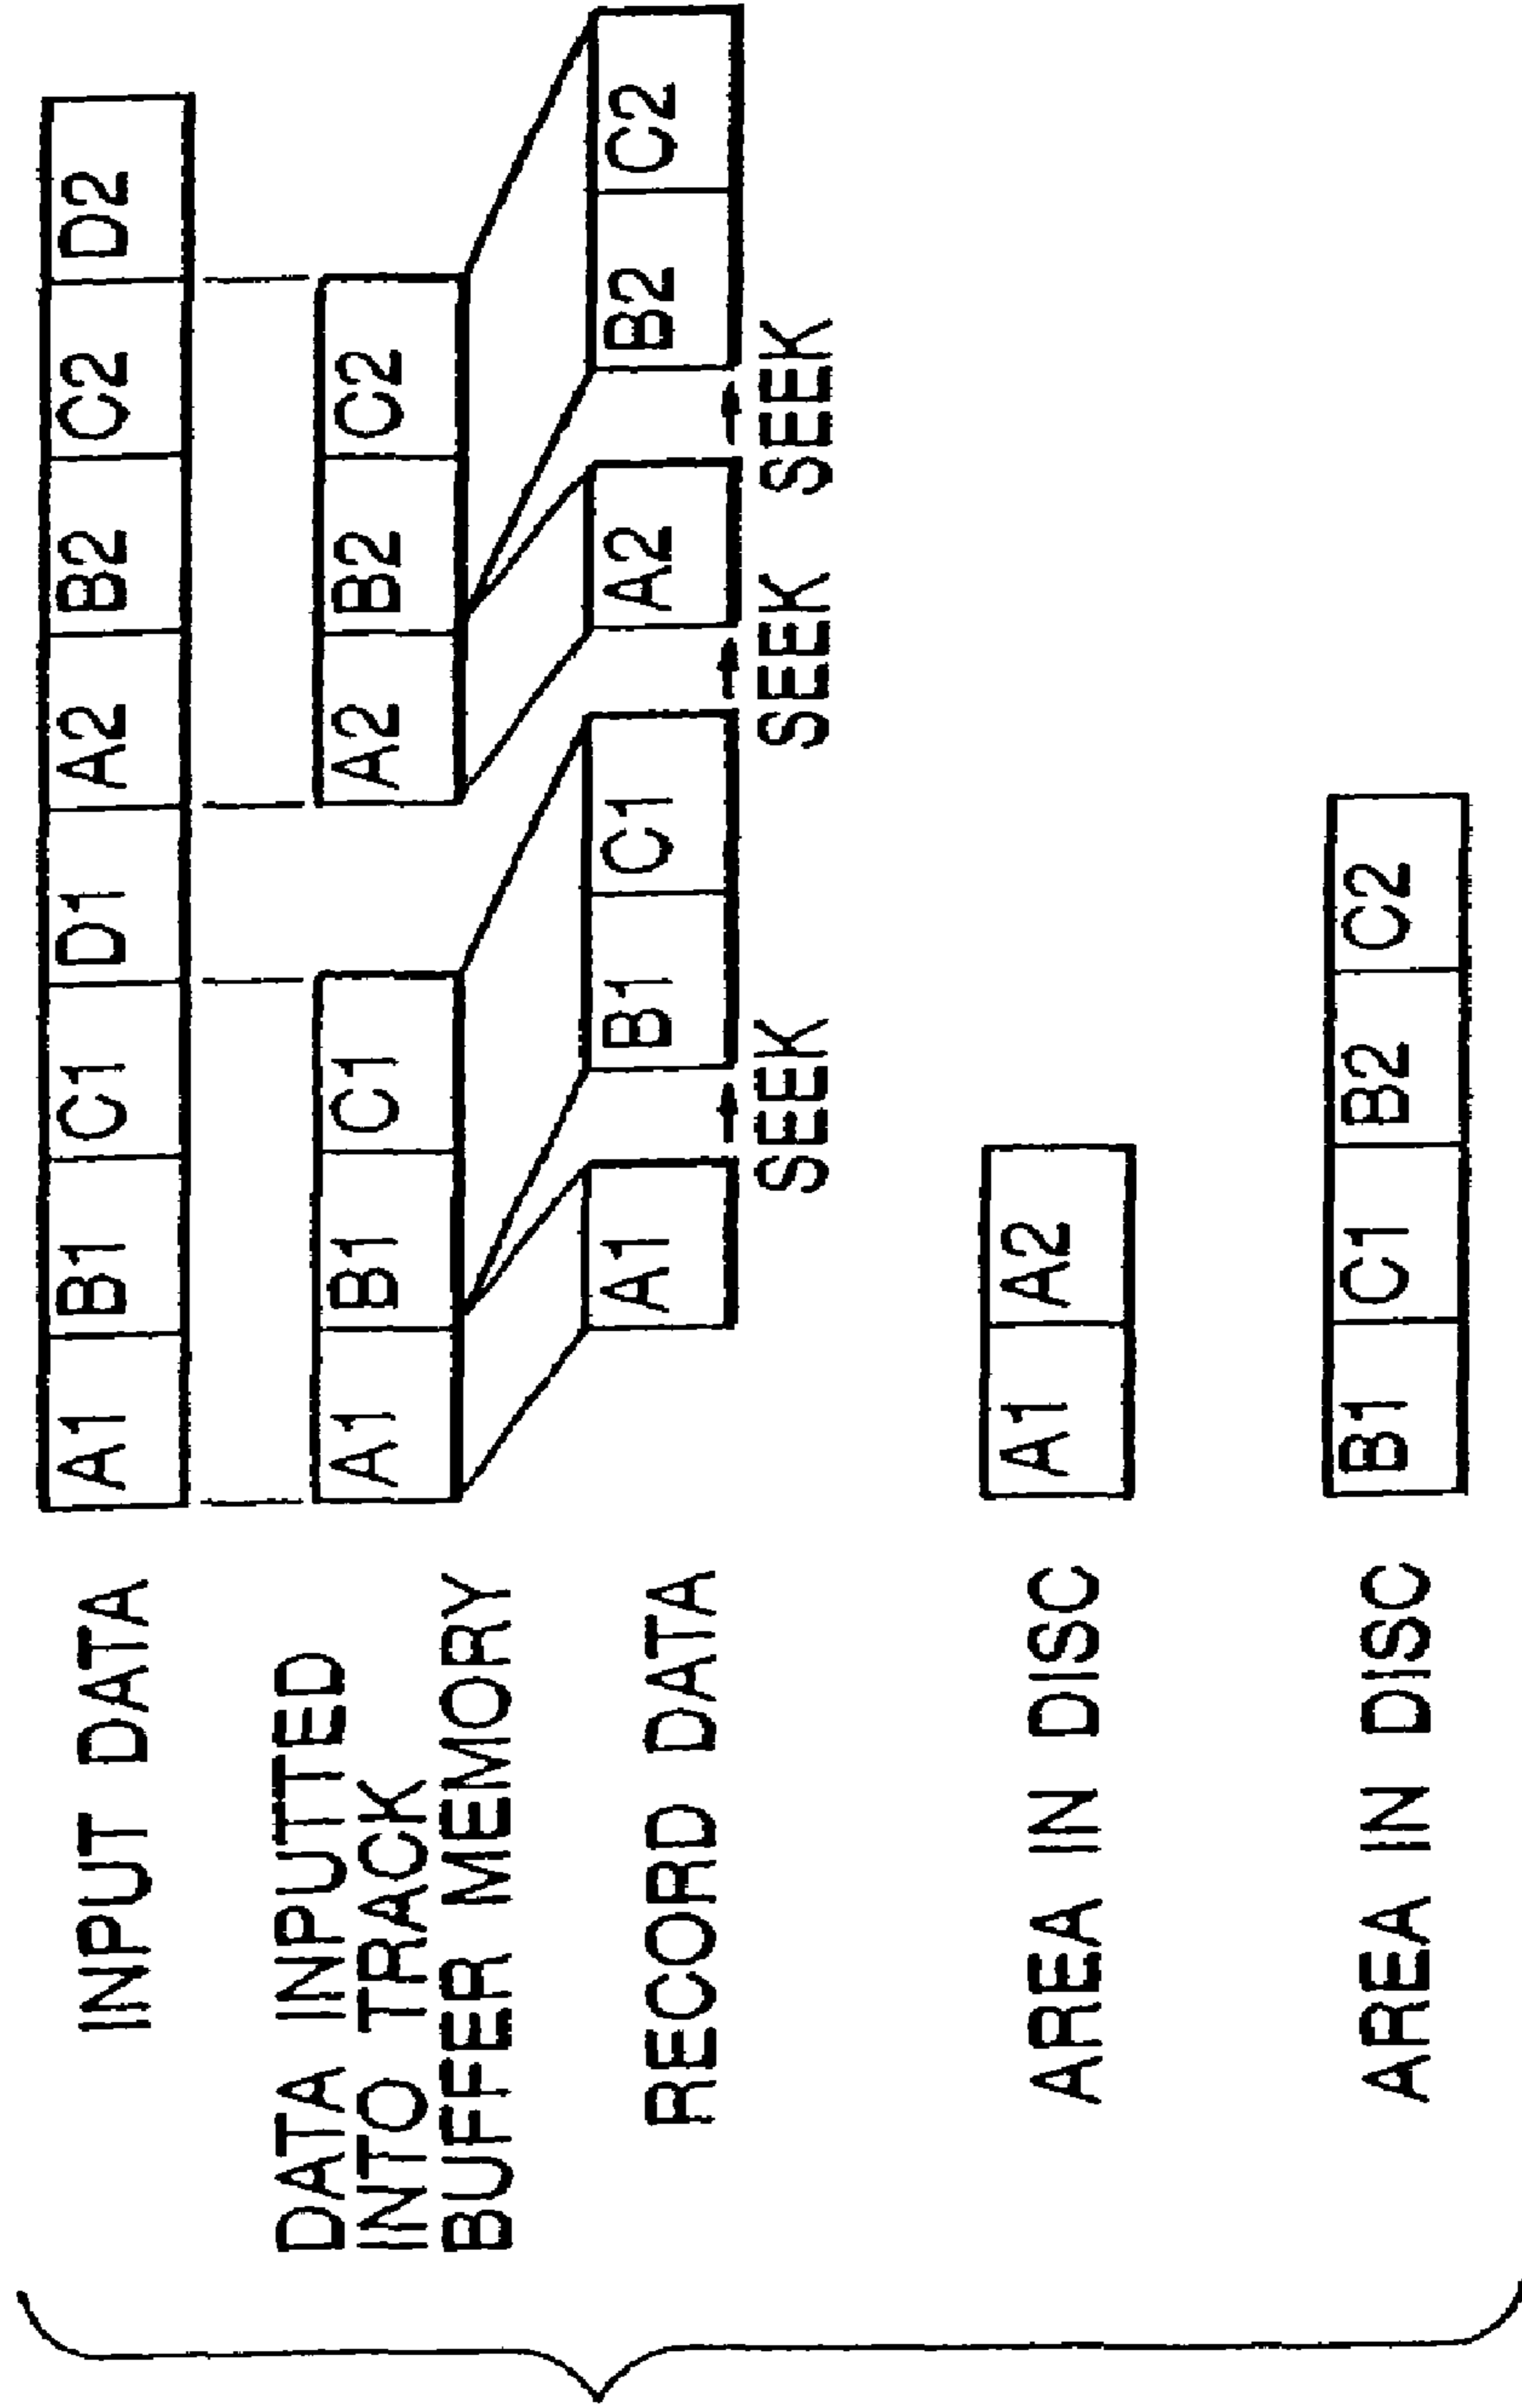 INPUT DATA
A1 B1 C1 D1 A2 B2 C2 D2
DATA INPUTTED
INTO TRACK
BUFFER MEMORY
A1 B1 C1 A2 B2 C2
RECORD DATA
A1 B1 C1 A2 B2 C2
SEEK SEEK SEEK
AREA IN DISC
A1 A2
AREA IN DISC
B1 C1 B2 C2